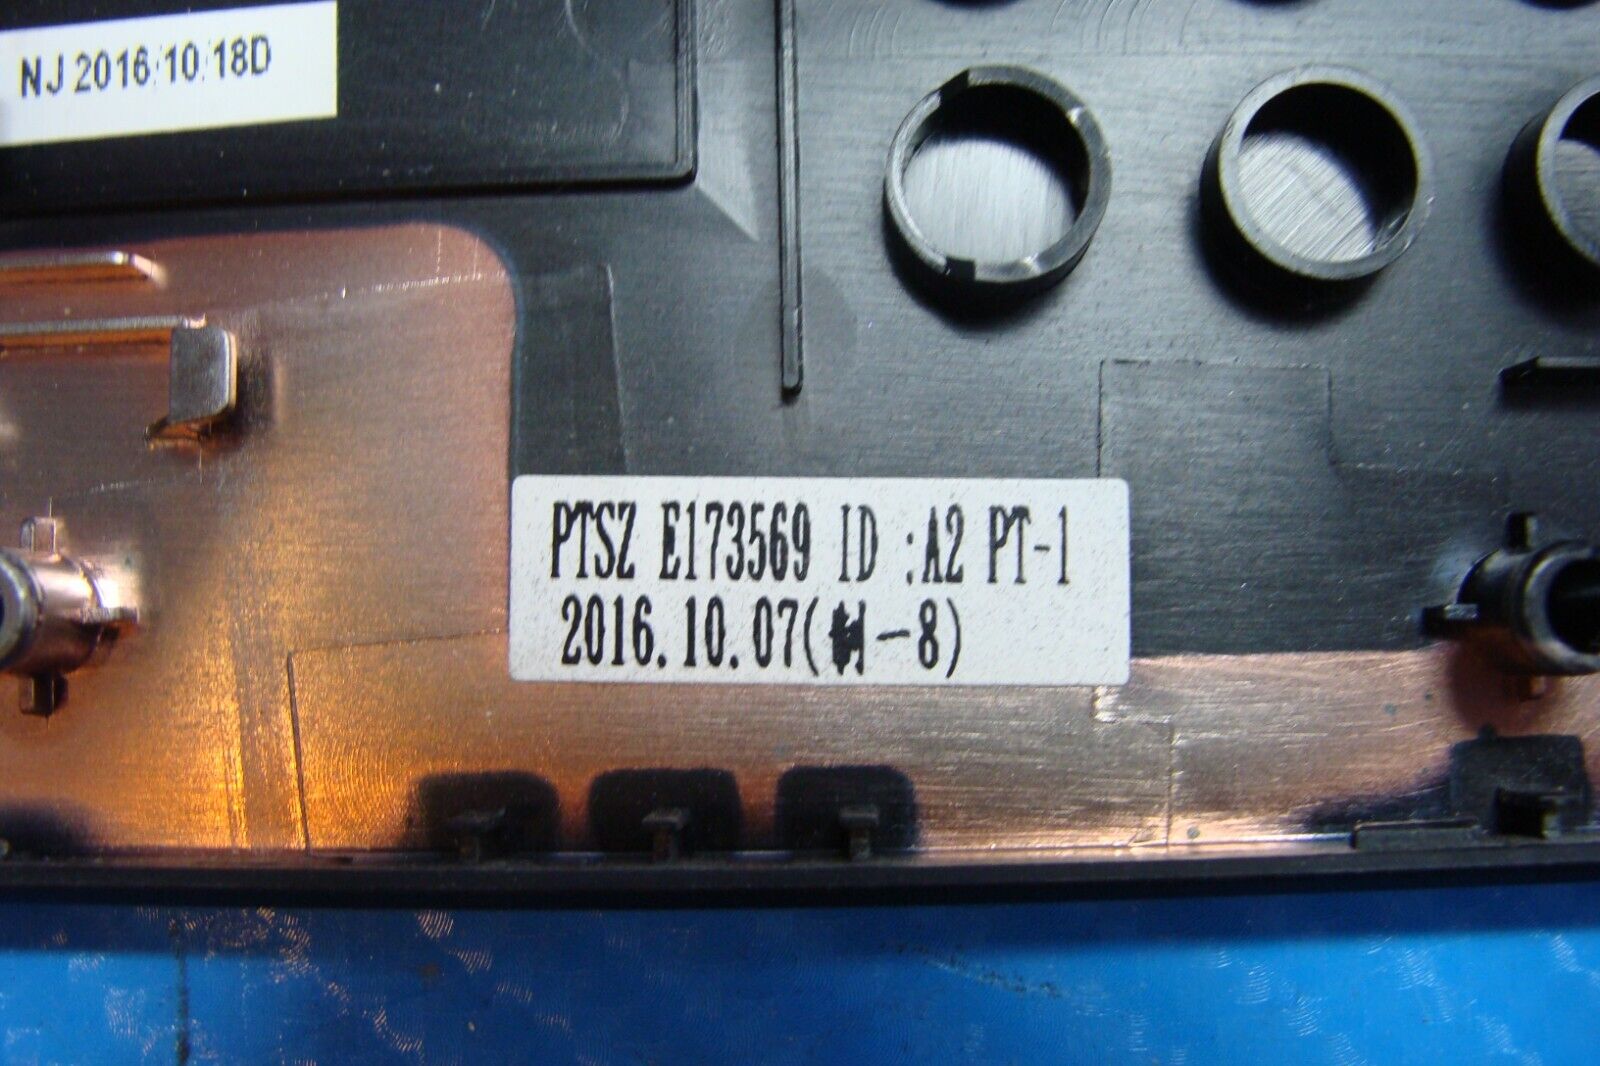 NJ 2016/10/18D
PTSZ E173569 ID :A2 PT-1
2016.10.07( -8)